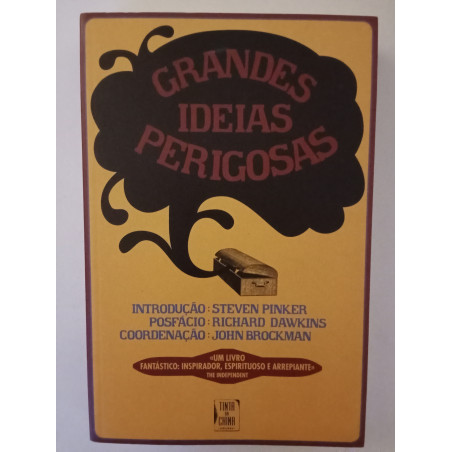 GRANDES
IDEIAS
PERIGOSAS
INTRODUÇÃO: STEVEN PINKER
POSFÁCIO: RICHARD DAWKINS
COORDENAÇÃO: JOHN BROCKMAN
«UM LIVRO
FANTÁSTICO: INSPIRADOR, ESPIRITUOSO E ARREPIANTE»
THE INDEPENDENT
TINTA
DA
CHINA